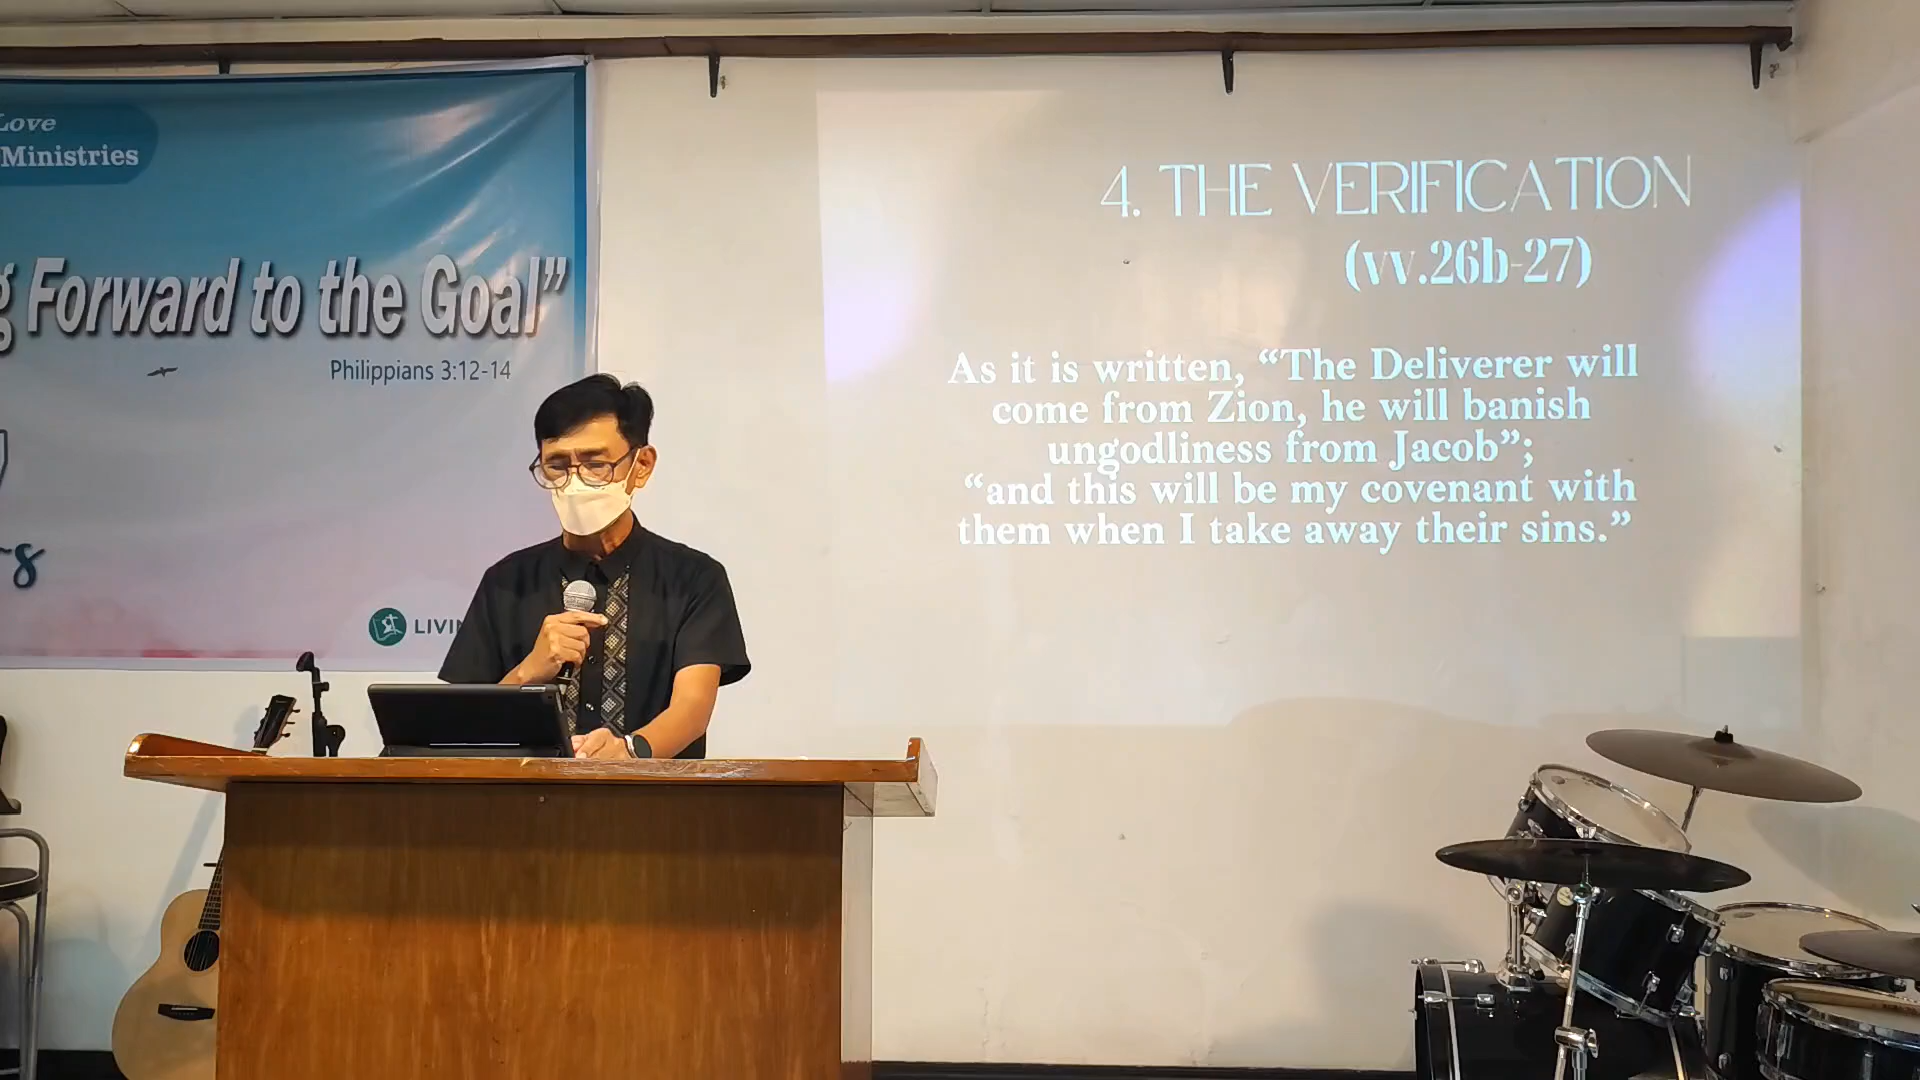 Love
Ministries
Forward to the Goal”
Philippians 3:12-14
LIVIN
4. THE VERIFICATION
(vv.26b-27)
As it is written, “The Deliverer will
come from Zion, he will banish
ungodliness from Jacob”;
“and this will be my covenant with
them when I take away their sins.”